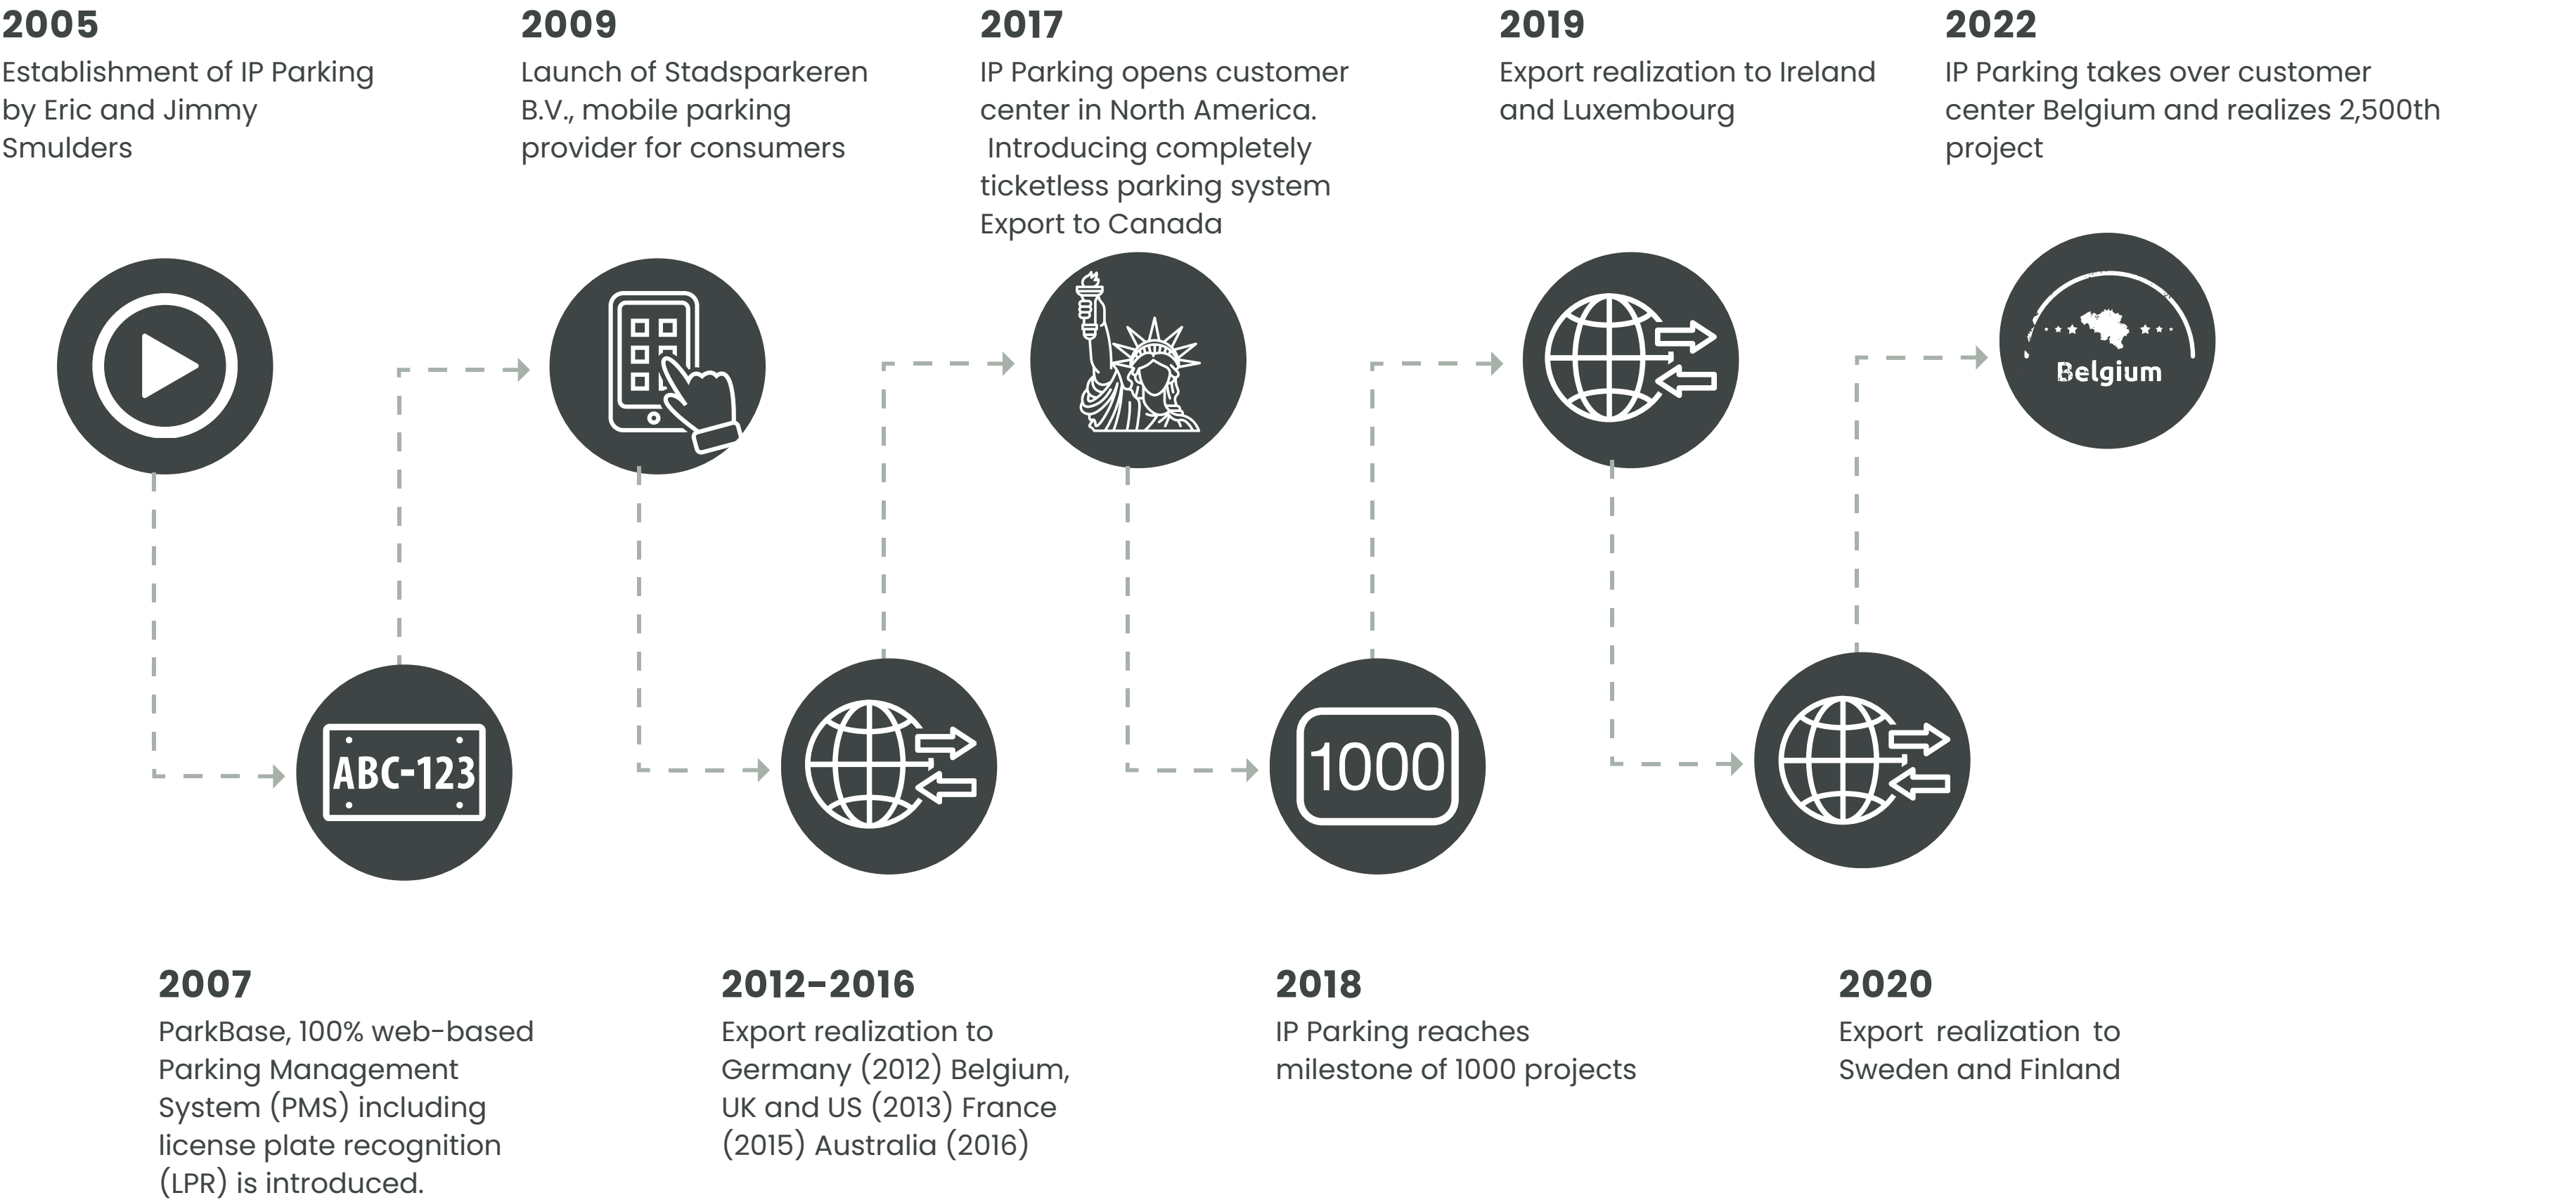 2005
Establishment of IP Parking
by Eric and Jimmy
Smulders
2009
Launch of Stadsparkeren
B.V., mobile parking
provider for consumers
2017
IP Parking opens customer
center in North America.
Introducing completely
ticketless parking system
Export to Canada
2019
Export realization to Ireland
and Luxembourg
2022
IP Parking takes over customer
center Belgium and realizes 2,500th
project
Belgium
ABC-123
1000
2007
ParkBase, 100% web-based
Parking Management
System (PMS) including
license plate recognition
(LPR) is introduced.
2012-2016
Export realization to
Germany (2012) Belgium,
UK and US (2013) France
(2015) Australia (2016)
2018
IP Parking reaches
milestone of 1000 projects
2020
Export realization to
Sweden and Finland